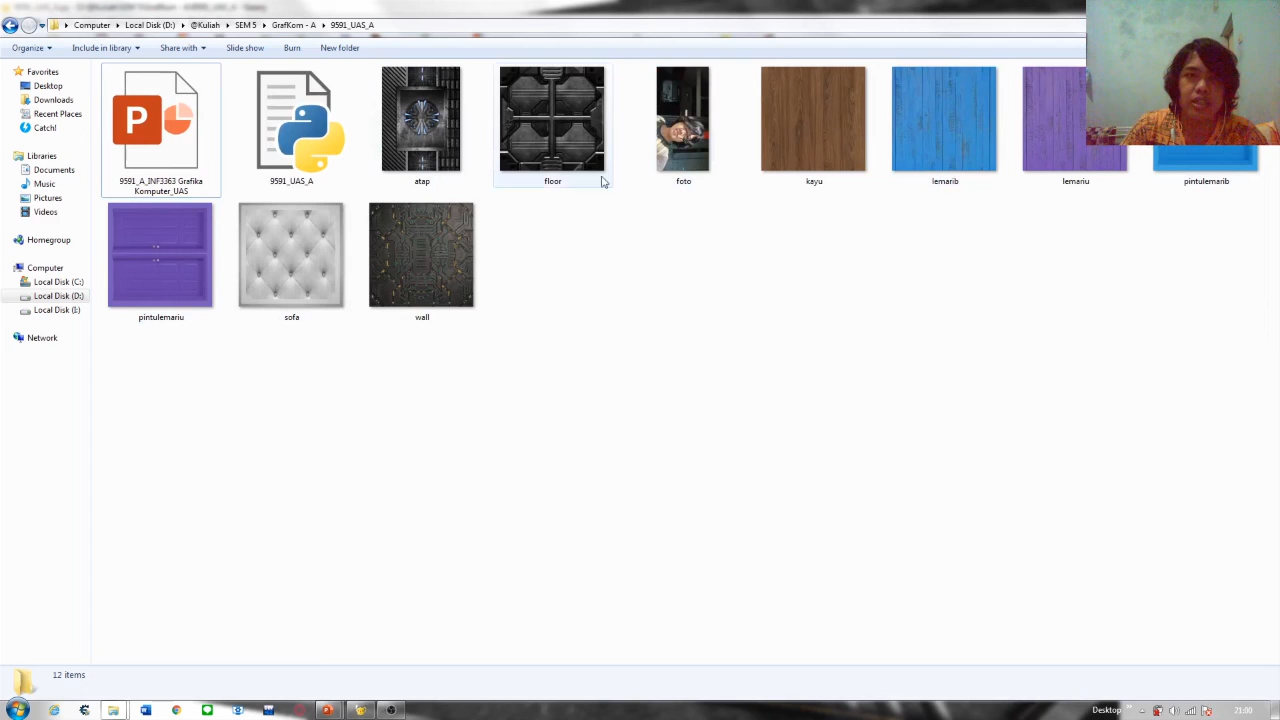 Computer Local Disk (D:) @Kuliah SEM 5 GrafKom - A 9591_UAS_A
Organize Include in library Share with Slide show Burn New folder
Favorites
Desktop
Downloads
Recent Places
Catch!
Libraries
Documents
Music
Pictures
Videos
Homegroup
Computer
Local Disk (C:)
Local Disk (D:)
Local Disk (I:)
Network
P
9591_A_INF3363 Grafika
Komputer_UAS
9591_UAS_A
atap
floor
foto
kayu
lemarib
lemariu
pintulemarib
pintulemariu
sofa
wall
12 items
Desktop
21:00